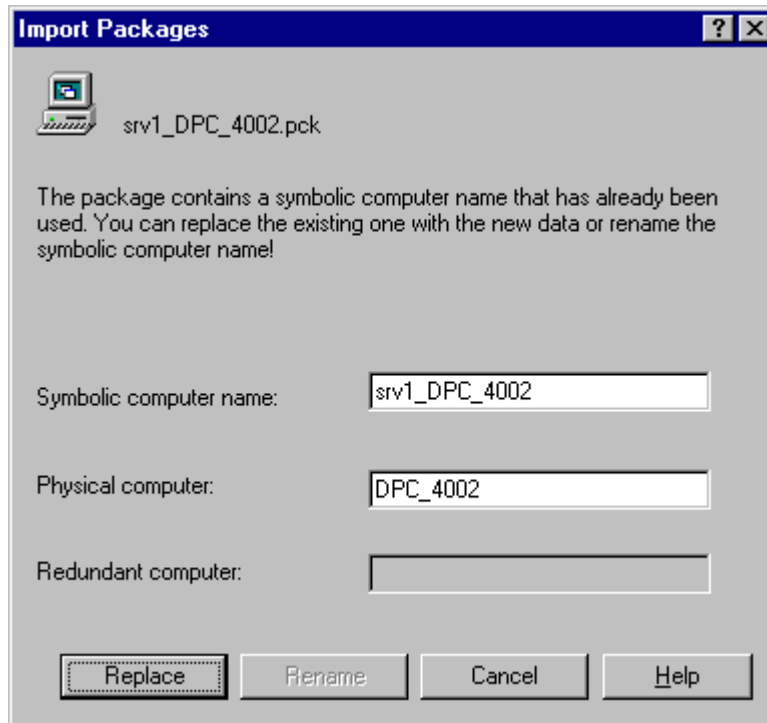 Import Packages
srv1_DPC_4002.pck
The package contains a symbolic computer name that has already been
used. You can replace the existing one with the new data or rename the
symbolic computer name!
Symbolic computer name: srv1_DPC_4002
Physical computer: DPC_4002
Redundant computer:
Replace Rename Cancel Help